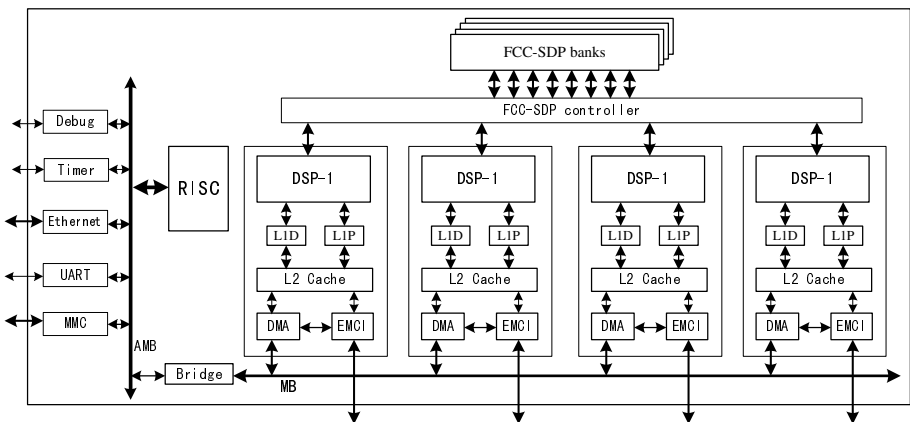 FCC-SDP banks
FCC-SDP controller
Debug
Timer
Ethernet
UART
MMC
RISC
AMB
Bridge
MB
DSP-1
L1D
L1P
L2 Cache
DMA
EMCI
DSP-1
L1D
L1P
L2 Cache
DMA
EMCI
DSP-1
L1D
L1P
L2 Cache
DMA
EMCI
DSP-1
L1D
L1P
L2 Cache
DMA
EMCI